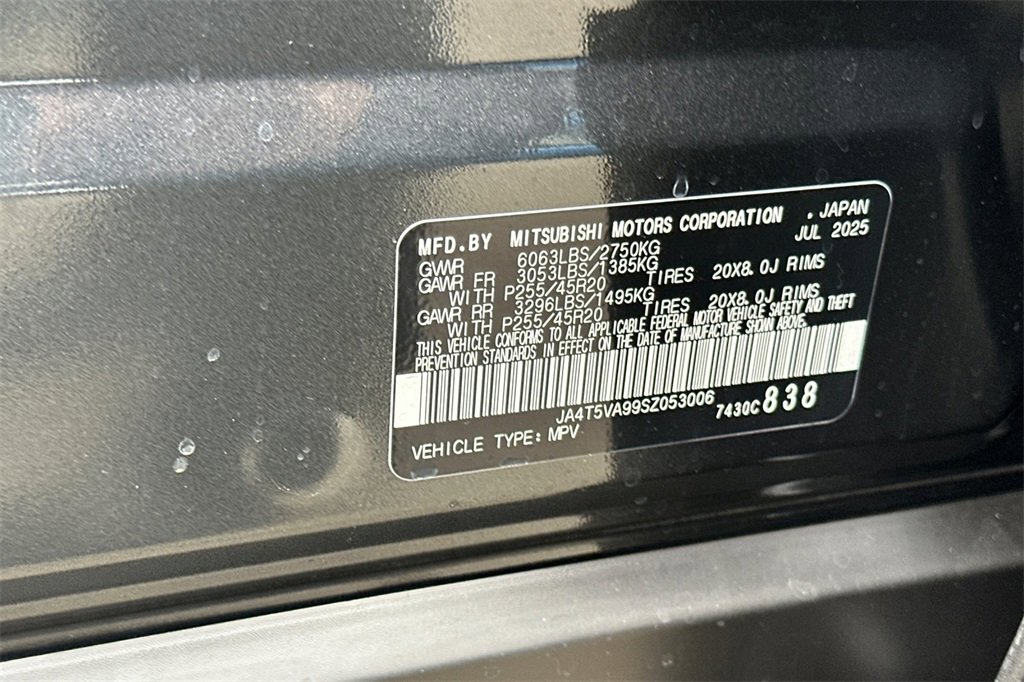 MFD.BY MITSUBISHI MOTORS CORPORATION .JAPAN
GVWR 6063LBS/2750KG JUL 2025
GAWR FR 3053LBS/1385KG
WITH P255/45R20 TIRES 20X8.0J RIMS
GAWR RR 3296LBS/1495KG
WITH P255/45R20 TIRES 20X8.0J RIMS
THIS VEHICLE CONFORMS TO ALL APPLICABLE FEDERAL MOTOR VEHICLE SAFETY AND THEFT
PREVENTION STANDARDS IN EFFECT ON THE DATE OF MANUFACTURE SHOWN ABOVE.
JA4T5VA99SZ053006 7430C 838
VEHICLE TYPE: MPV